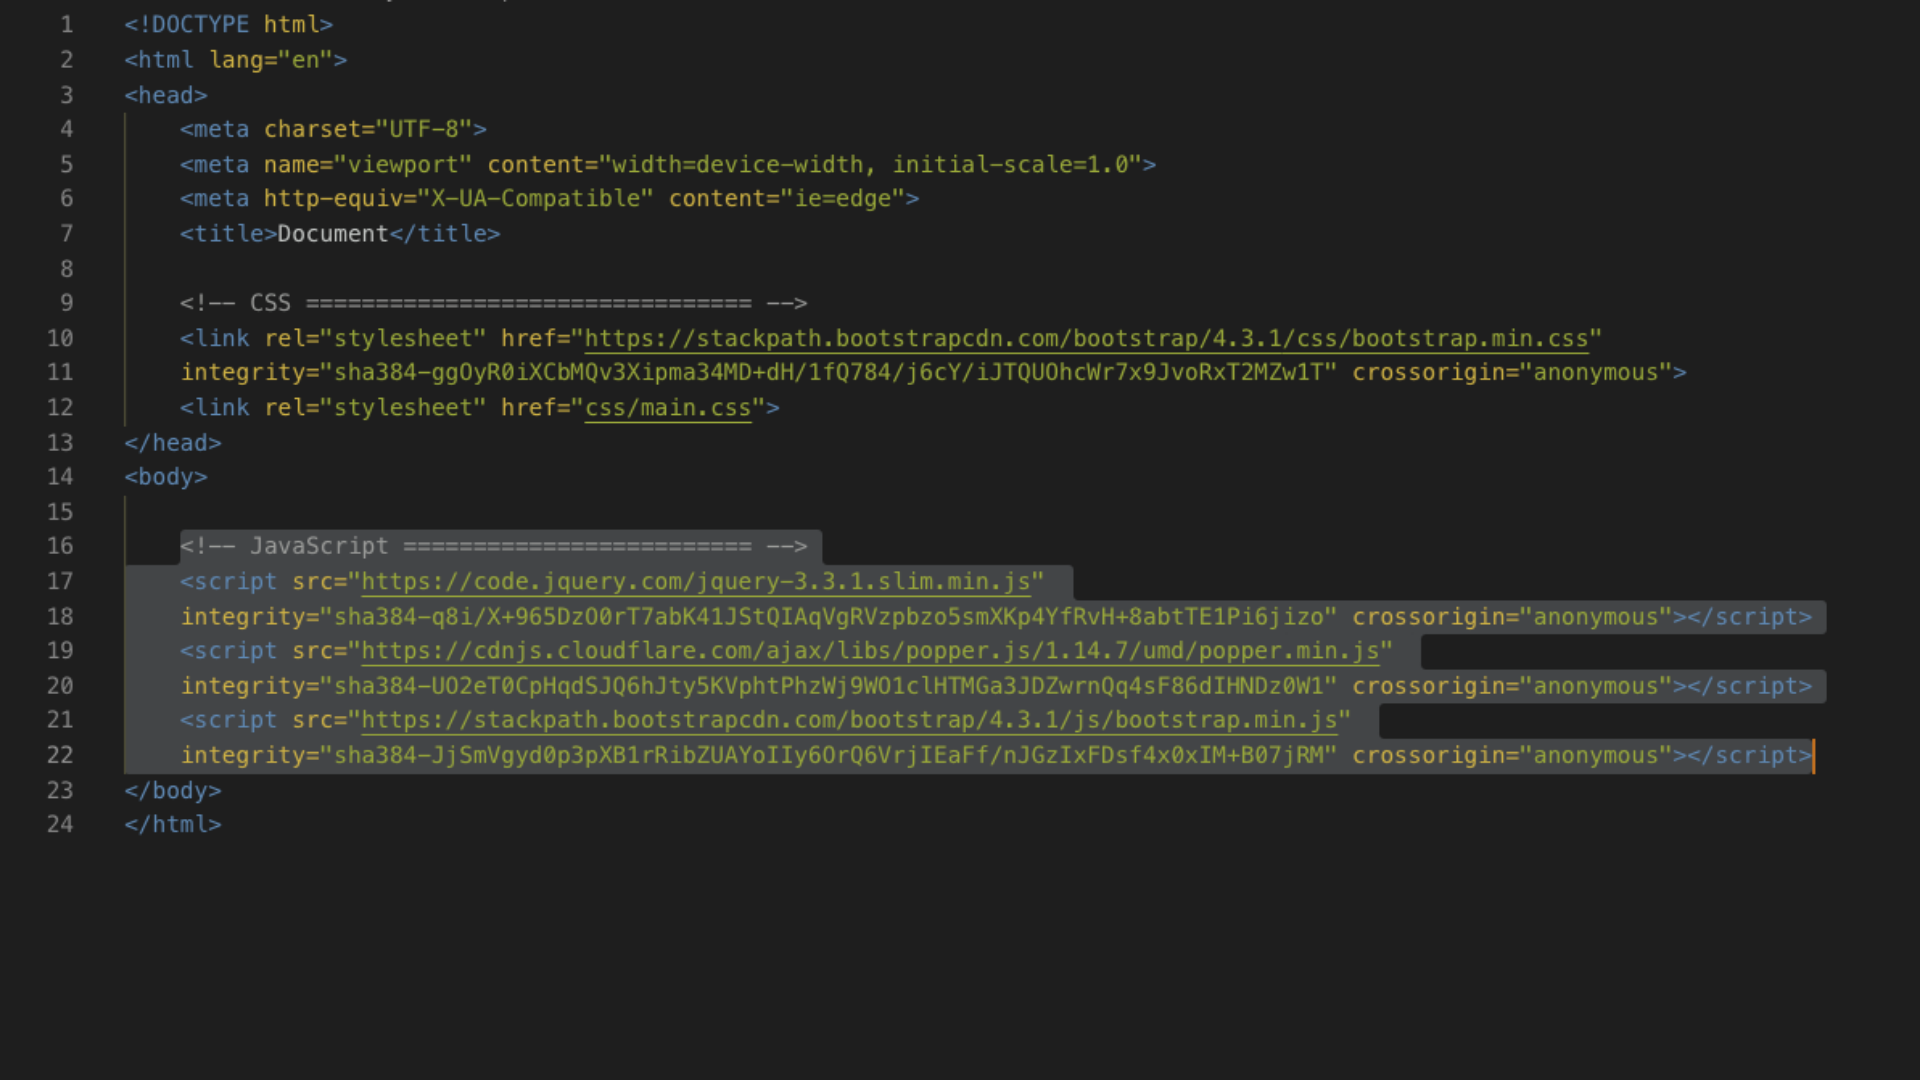 1 <!DOCTYPE html>
2 <html lang="en">
3 <head>
4 <meta charset="UTF-8">
5 <meta name="viewport" content="width=device-width, initial-scale=1.0">
6 <meta http-equiv="X-UA-Compatible" content="ie=edge">
7 <title>Document</title>
8
9 <!-- CSS ================================ -->
10 <link rel="stylesheet" href="https://stackpath.bootstrapcdn.com/bootstrap/4.3.1/css/bootstrap.min.css"
11 integrity="sha384-ggOyR0iXCbMQv3Xipma34MD+dH/1fQ784/j6cY/iJTQUOhcWr7x9JvoRxT2MZw1T" crossorigin="anonymous">
12 <link rel="stylesheet" href="css/main.css">
13 </head>
14 <body>
15
16 <!-- JavaScript ========================= -->
17 <script src="https://code.jquery.com/jquery-3.3.1.slim.min.js"
18 integrity="sha384-q8i/X+965DzO0rT7abK41JStQIAqVgRVzpbzo5smXKp4YfRvH+8abtTE1Pi6jizo" crossorigin="anonymous"></script>
19 <script src="https://cdnjs.cloudflare.com/ajax/libs/popper.js/1.14.7/umd/popper.min.js"
20 integrity="sha384-UO2eT0CpHqdSJQ6hJty5KVphtPhzWj9WO1clHTMGa3JDZwrnQq4sF86dIHNDz0W1" crossorigin="anonymous"></script>
21 <script src="https://stackpath.bootstrapcdn.com/bootstrap/4.3.1/js/bootstrap.min.js"
22 integrity="sha384-JjSmVgyd0p3pXB1rRibZUAYoIIy6OrQ6VrjIEaFf/nJGzIxFDsf4x0xIM+B07jRM" crossorigin="anonymous"></script>
23 </body>
24 </html>